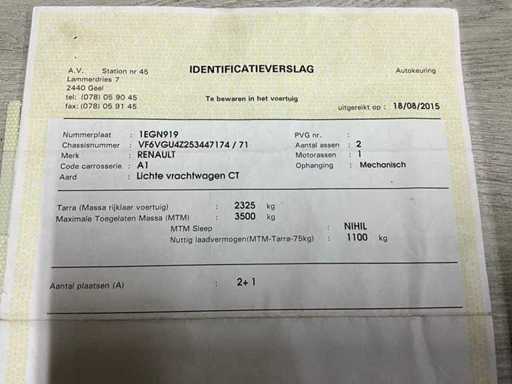 A.V. Station nr 45 IDENTIFICATIEVERSLAG Autokeuring
Lammerdries 7
2440 Geel
tel: (078) 05 90 45 Te bewaren in het voertuig
fax: (078) 05 91 45 uitgereikt op : 18/08/2015
Nummerplaat : 1EGN919 PVG nr. :
Chassisnummer : VF6VGU4Z253447174 / 71 Aantal assen : 2
Merk : RENAULT Motorassen : 1
Code carrosserie : A1 Ophanging : Mechanisch
Aard : Lichte vrachtwagen CT
Tarra (Massa rijklaar voertuig) : 2325 kg
Maximale Toegelaten Massa (MTM) : 3500 kg
MTM Sleep : NIHIL
Nuttig laadvermogen(MTM-Tarra-75kg) : 1100 kg
Aantal plaatsen (A) : 2+ 1